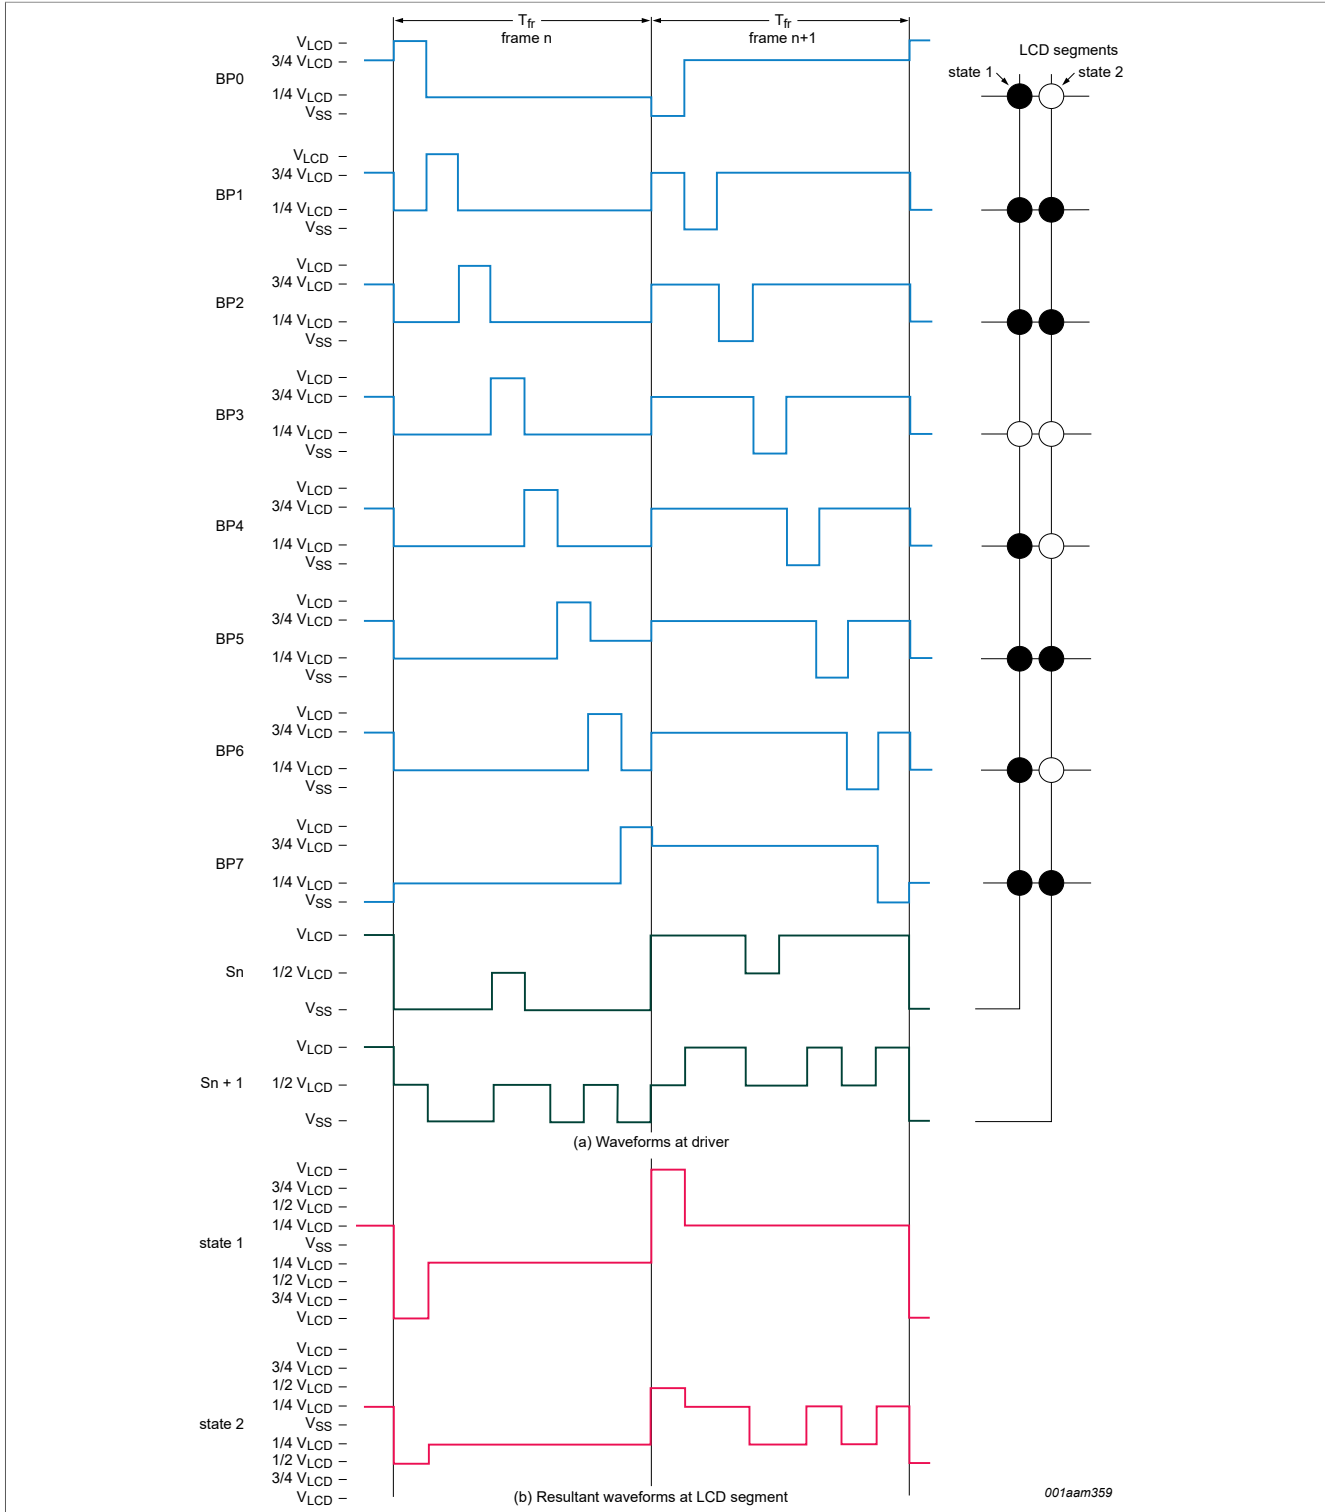 Tfr Tfr
frame n frame n+1
VLCD
3/4 VLCD
BP0
1/4 VLCD
VSS
LCD segments
state 1 state 2
VLCD
3/4 VLCD
BP1
1/4 VLCD
VSS
VLCD
3/4 VLCD
BP2
1/4 VLCD
VSS
VLCD
3/4 VLCD
BP3
1/4 VLCD
VSS
VLCD
3/4 VLCD
BP4
1/4 VLCD
VSS
VLCD
3/4 VLCD
BP5
1/4 VLCD
VSS
VLCD
3/4 VLCD
BP6
1/4 VLCD
VSS
VLCD
3/4 VLCD
BP7
1/4 VLCD
VSS
VLCD
Sn 1/2 VLCD
VSS
VLCD
Sn + 1 1/2 VLCD
VSS
(a) Waveforms at driver
VLCD
3/4 VLCD
1/2 VLCD
1/4 VLCD
state 1 VSS
1/4 VLCD
1/2 VLCD
3/4 VLCD
VLCD
VLCD
3/4 VLCD
1/2 VLCD
1/4 VLCD
state 2 VSS
1/4 VLCD
1/2 VLCD
3/4 VLCD
VLCD
(b) Resultant waveforms at LCD segment
001aam359